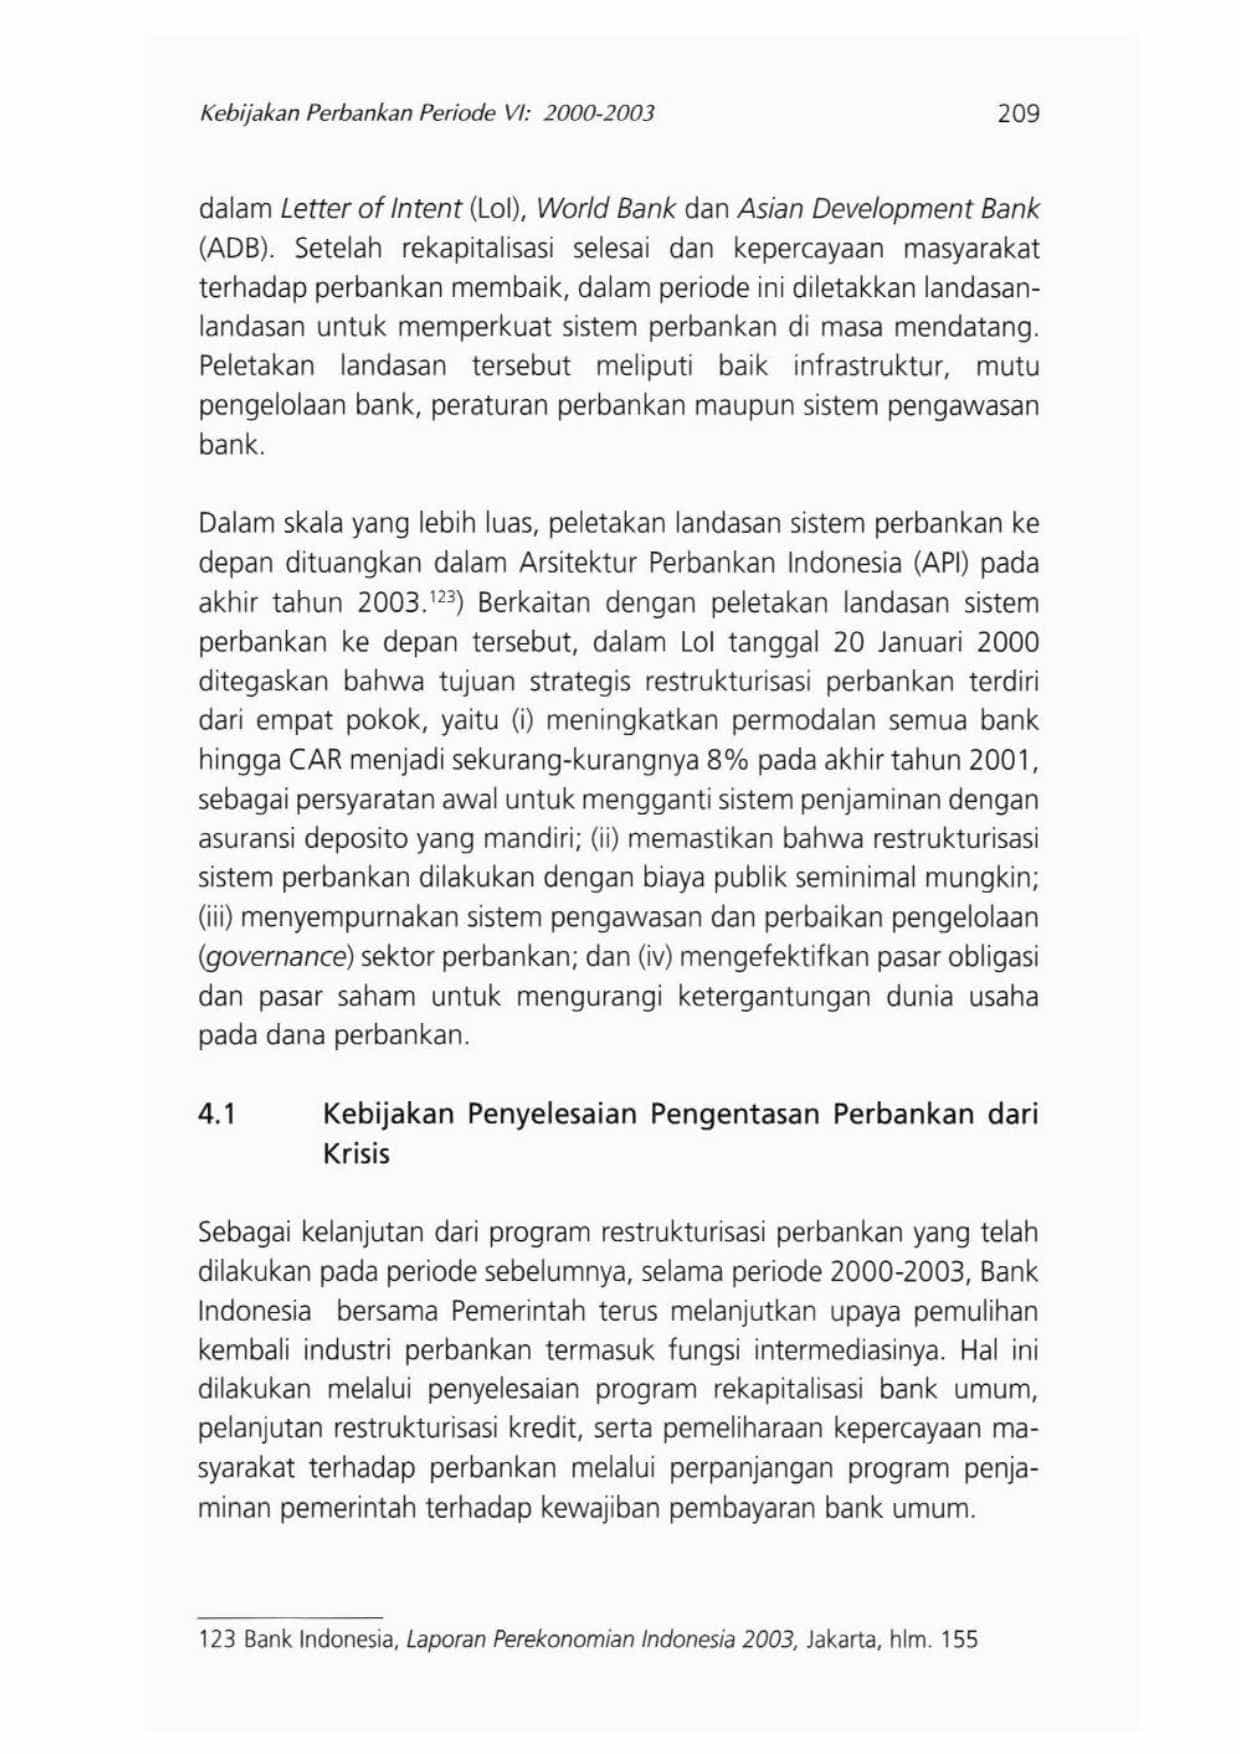 Kebijakan Perbankan Periode VI: 2000-2003 209
dalam Letter of Intent (LoI), World Bank dan Asian Development Bank
(ADB). Setelah rekapitalisasi selesai dan kepercayaan masyarakat
terhadap perbankan membaik, dalam periode ini diletakkan landasan-
landasan untuk memperkuat sistem perbankan di masa mendatang.
Peletakan landasan tersebut meliputi baik infrastruktur, mutu
pengelolaan bank, peraturan perbankan maupun sistem pengawasan
bank.
Dalam skala yang lebih luas, peletakan landasan sistem perbankan ke
depan dituangkan dalam Arsitektur Perbankan Indonesia (API) pada
akhir tahun 2003.¹²³) Berkaitan dengan peletakan landasan sistem
perbankan ke depan tersebut, dalam LoI tanggal 20 Januari 2000
ditegaskan bahwa tujuan strategis restrukturisasi perbankan terdiri
dari empat pokok, yaitu (i) meningkatkan permodalan semua bank
hingga CAR menjadi sekurang-kurangnya 8% pada akhir tahun 2001,
sebagai persyaratan awal untuk mengganti sistem penjaminan dengan
asuransi deposito yang mandiri; (ii) memastikan bahwa restrukturisasi
sistem perbankan dilakukan dengan biaya publik seminimal mungkin;
(iii) menyempurnakan sistem pengawasan dan perbaikan pengelolaan
(governance) sektor perbankan; dan (iv) mengefektifkan pasar obligasi
dan pasar saham untuk mengurangi ketergantungan dunia usaha
pada dana perbankan.
4.1 Kebijakan Penyelesaian Pengentasan Perbankan dari
Krisis
Sebagai kelanjutan dari program restrukturisasi perbankan yang telah
dilakukan pada periode sebelumnya, selama periode 2000-2003, Bank
Indonesia bersama Pemerintah terus melanjutkan upaya pemulihan
kembali industri perbankan termasuk fungsi intermediasinya. Hal ini
dilakukan melalui penyelesaian program rekapitalisasi bank umum,
pelanjutan restrukturisasi kredit, serta pemeliharaan kepercayaan ma-
syarakat terhadap perbankan melalui perpanjangan program penja-
minan pemerintah terhadap kewajiban pembayaran bank umum.
123 Bank Indonesia, Laporan Perekonomian Indonesia 2003, Jakarta, hlm. 155